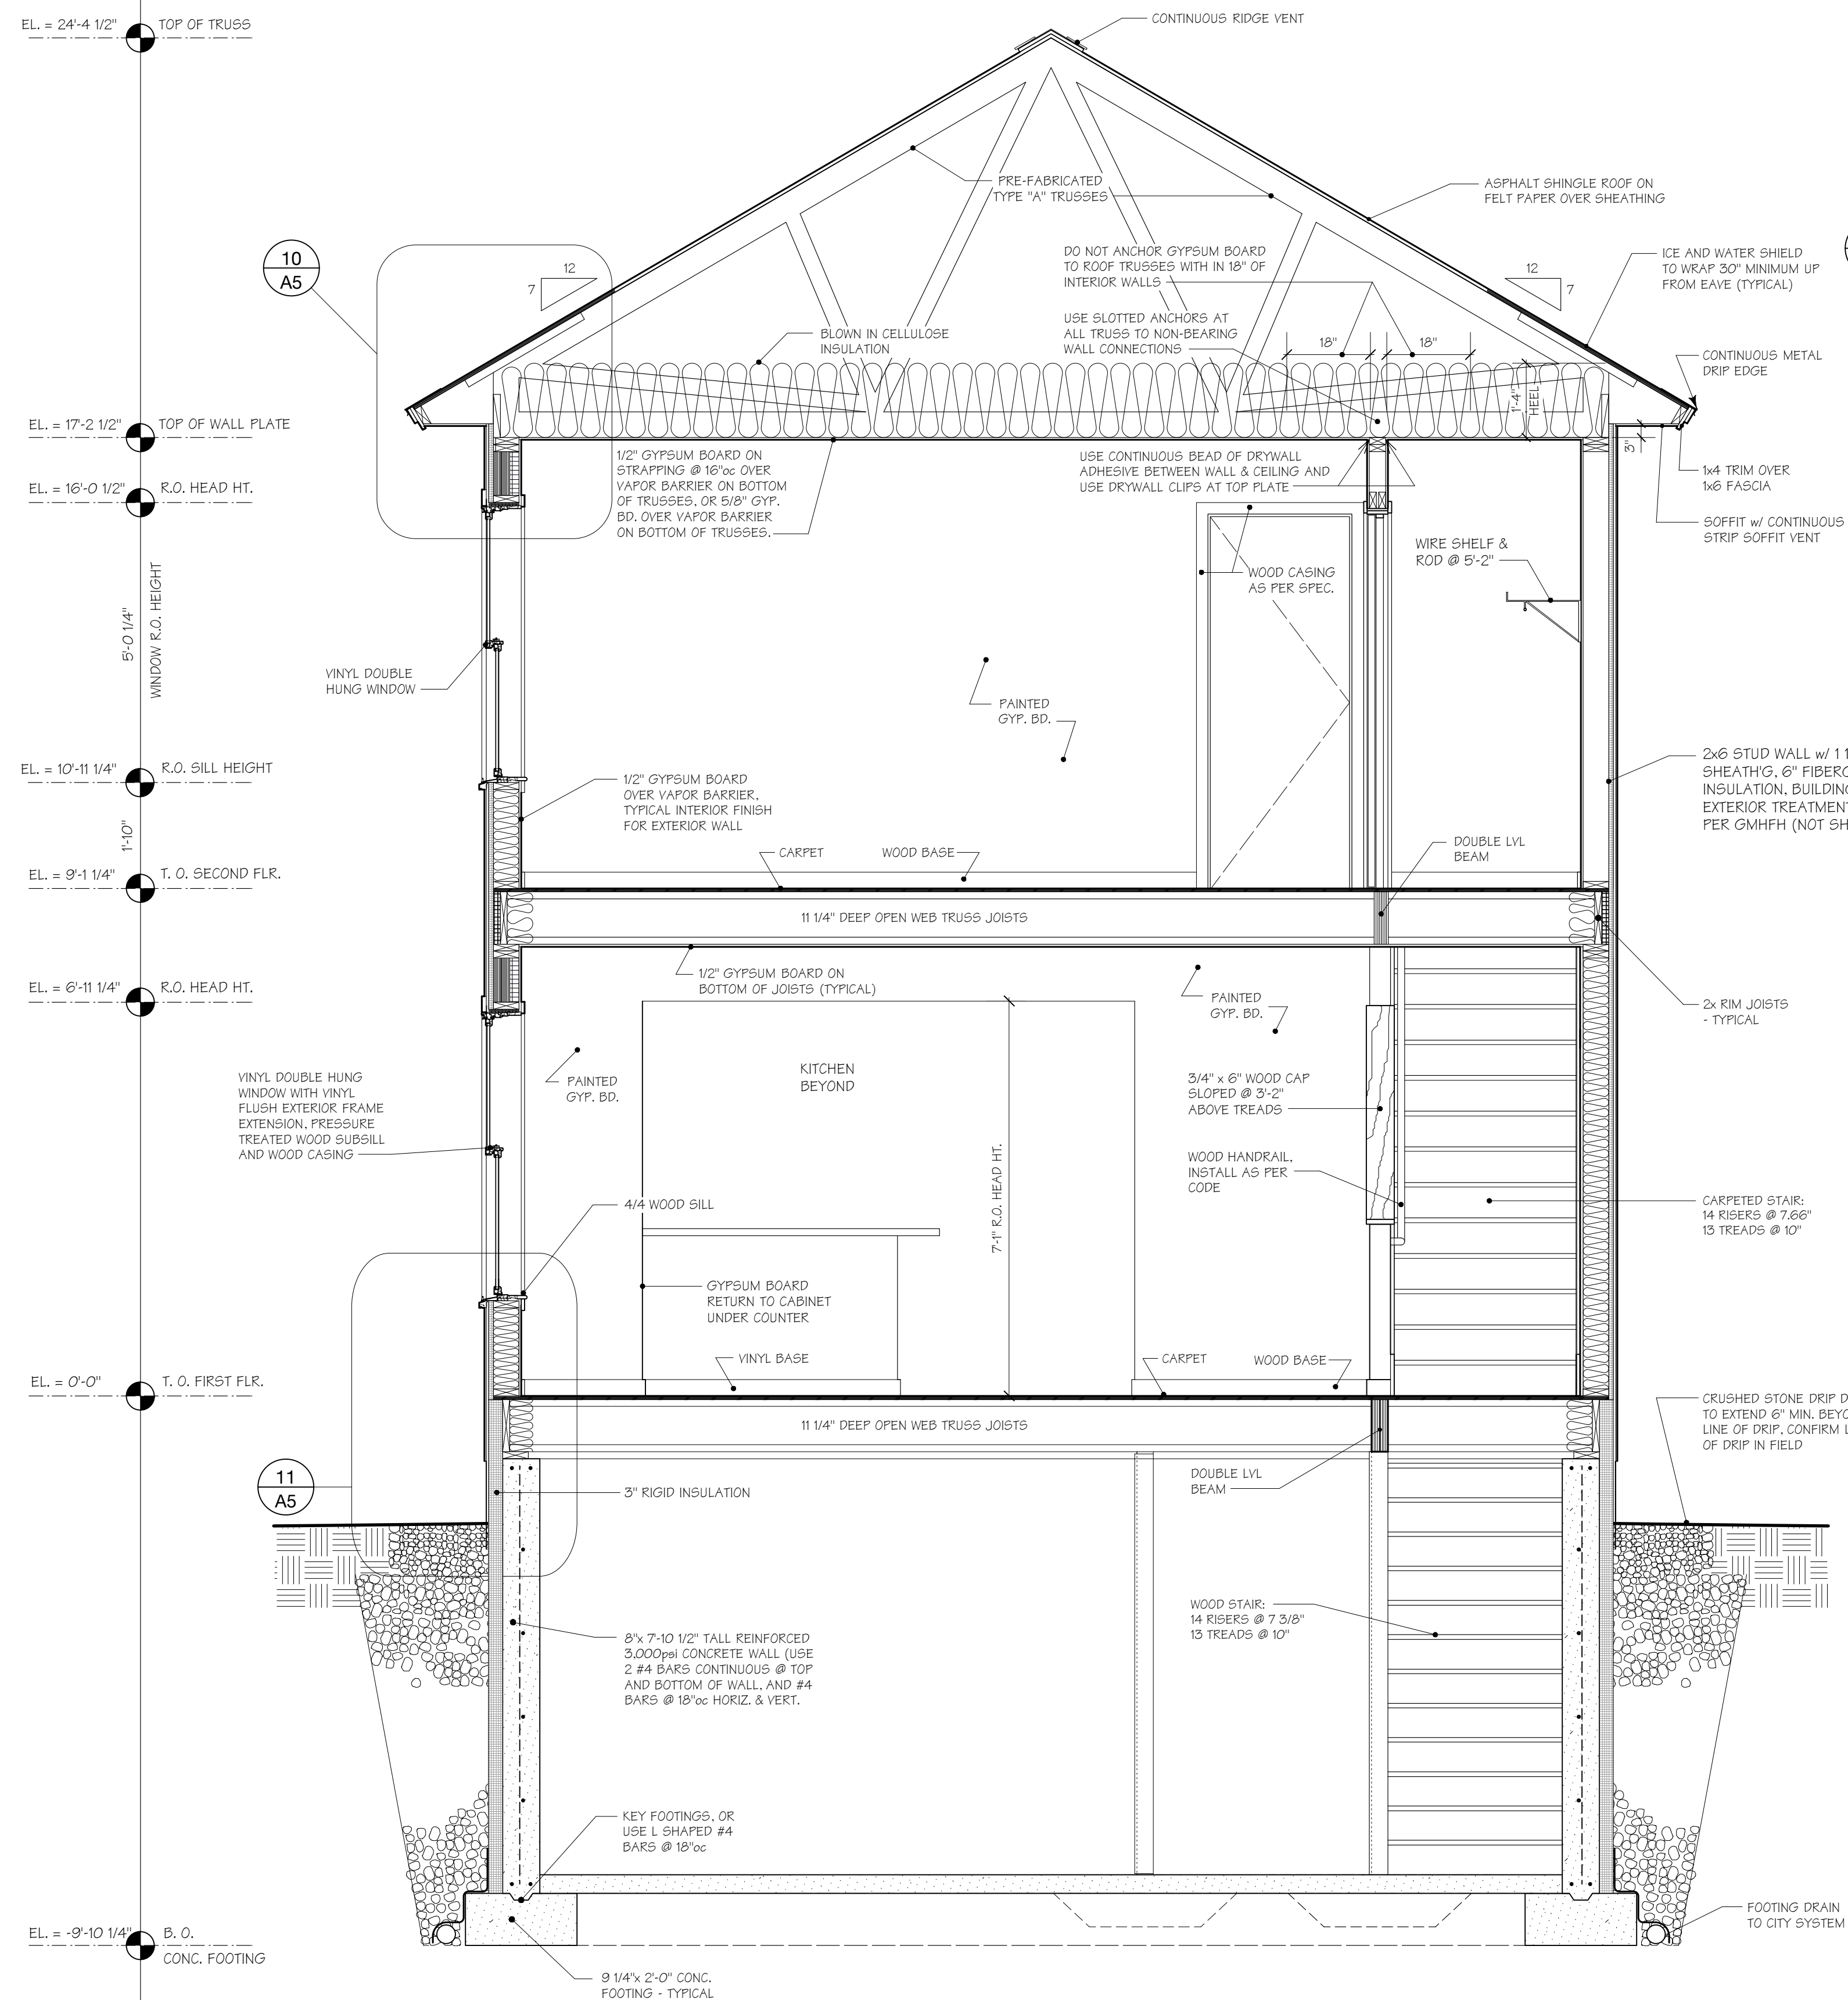 EL. = 24'-4 1/2"
TOP OF TRUSS
CONTINUOUS RIDGE VENT
PRE-FABRICATED
TYPE "A" TRUSSES
ASPHALT SHINGLE ROOF ON
FELT PAPER OVER SHEATHING
10
A5
12
7
DO NOT ANCHOR GYPSUM BOARD
TO ROOF TRUSSES WITH IN 18" OF
INTERIOR WALLS
12
7
ICE AND WATER SHIELD
TO WRAP 30" MINIMUM UP
FROM EAVE (TYPICAL)
BLOWN IN CELLULOSE
INSULATION
USE SLOTTED ANCHORS AT
ALL TRUSS TO NON-BEARING
WALL CONNECTIONS
18"
18"
CONTINUOUS METAL
DRIP EDGE
1'-4"
HEEL
EL. = 17'-2 1/2"
TOP OF WALL PLATE
3"
1/2" GYPSUM BOARD ON
STRAPPING @ 16"oc OVER
VAPOR BARRIER ON BOTTOM
OF TRUSSES, OR 5/8" GYP.
BD. OVER VAPOR BARRIER
ON BOTTOM OF TRUSSES.
USE CONTINUOUS BEAD OF DRYWALL
ADHESIVE BETWEEN WALL & CEILING AND
USE DRYWALL CLIPS AT TOP PLATE
1x4 TRIM OVER
1x6 FASCIA
EL. = 16'-0 1/2"
R.O. HEAD HT.
SOFFIT w/ CONTINUOUS
STRIP SOFFIT VENT
WIRE SHELF &
ROD @ 5'-2"
WOOD CASING
AS PER SPEC.
5'-0 1/4"
WINDOW R.O. HEIGHT
VINYL DOUBLE
HUNG WINDOW
PAINTED
GYP. BD.
EL. = 10'-11 1/4"
R.O. SILL HEIGHT
1/2" GYPSUM BOARD
OVER VAPOR BARRIER,
TYPICAL INTERIOR FINISH
FOR EXTERIOR WALL
2x6 STUD WALL w/ 1 1
SHEATH'G, 6" FIBERG
INSULATION, BUILDING
EXTERIOR TREATMENT
PER GMHFH (NOT SH
1'-10"
CARPET
WOOD BASE
DOUBLE LVL
BEAM
EL. = 9'-1 1/4"
T. O. SECOND FLR.
11 1/4" DEEP OPEN WEB TRUSS JOISTS
1/2" GYPSUM BOARD ON
BOTTOM OF JOISTS (TYPICAL)
EL. = 6'-11 1/4"
R.O. HEAD HT.
PAINTED
GYP. BD.
2x RIM JOISTS
- TYPICAL
VINYL DOUBLE HUNG
WINDOW WITH VINYL
FLUSH EXTERIOR FRAME
EXTENSION, PRESSURE
TREATED WOOD SUBSILL
AND WOOD CASING
PAINTED
GYP. BD.
KITCHEN
BEYOND
3/4" x 6" WOOD CAP
SLOPED @ 3'-2"
ABOVE TREADS
7'-1" R.O. HEAD HT.
WOOD HANDRAIL,
INSTALL AS PER
CODE
4/4 WOOD SILL
CARPETED STAIR:
14 RISERS @ 7.66"
13 TREADS @ 10"
GYPSUM BOARD
RETURN TO CABINET
UNDER COUNTER
VINYL BASE
CARPET
WOOD BASE
EL. = 0'-0"
T. O. FIRST FLR.
CRUSHED STONE DRIP D
TO EXTEND 6" MIN. BEYO
LINE OF DRIP, CONFIRM L
OF DRIP IN FIELD
11 1/4" DEEP OPEN WEB TRUSS JOISTS
11
A5
3" RIGID INSULATION
DOUBLE LVL
BEAM
WOOD STAIR:
14 RISERS @ 7 3/8"
13 TREADS @ 10"
8"x 7'-10 1/2" TALL REINFORCED
3,000psi CONCRETE WALL (USE
2 #4 BARS CONTINUOUS @ TOP
AND BOTTOM OF WALL, AND #4
BARS @ 18"oc HORIZ. & VERT.
KEY FOOTINGS, OR
USE L SHAPED #4
BARS @ 18"oc
FOOTING DRAIN
TO CITY SYSTEM
EL. = -9'-10 1/4"
B. O.
CONC. FOOTING
9 1/4"x 2'-0" CONC.
FOOTING - TYPICAL